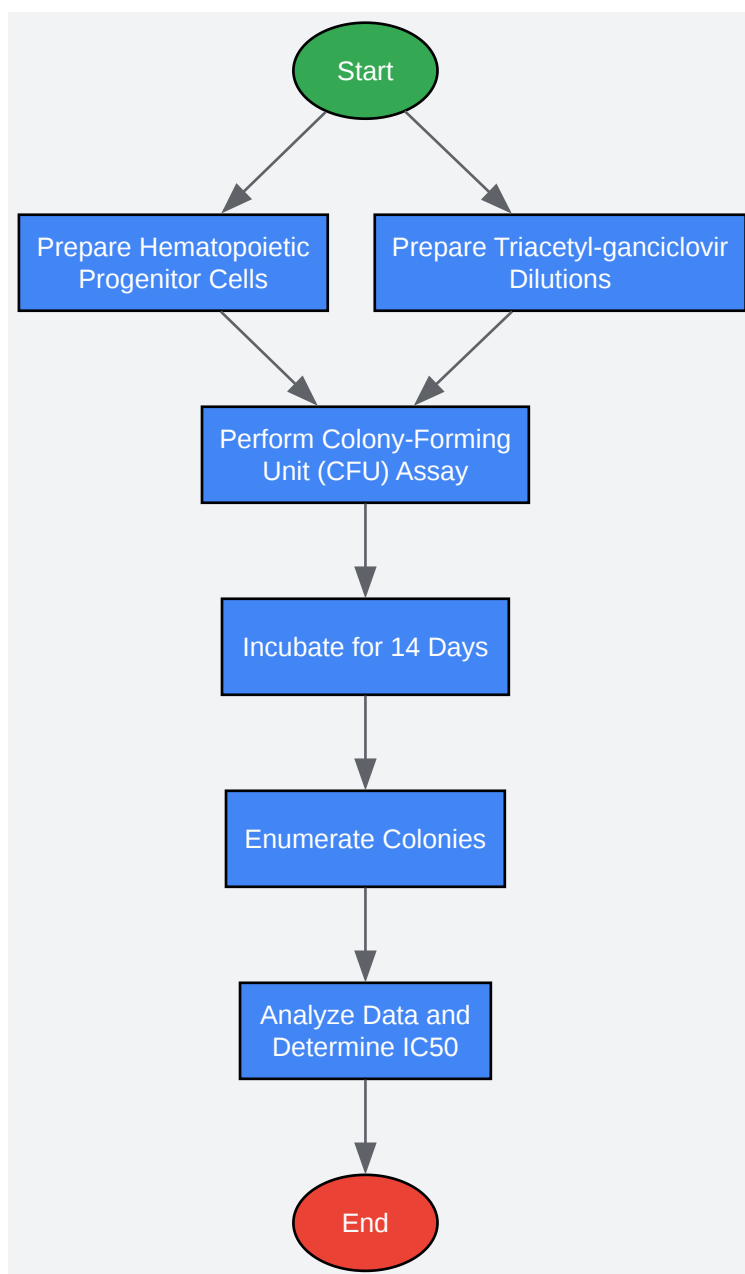 Start
Prepare Hematopoietic
Progenitor Cells
Prepare Triacetyl-ganciclovir
Dilutions
Perform Colony-Forming
Unit (CFU) Assay
Incubate for 14 Days
Enumerate Colonies
Analyze Data and
Determine IC50
End